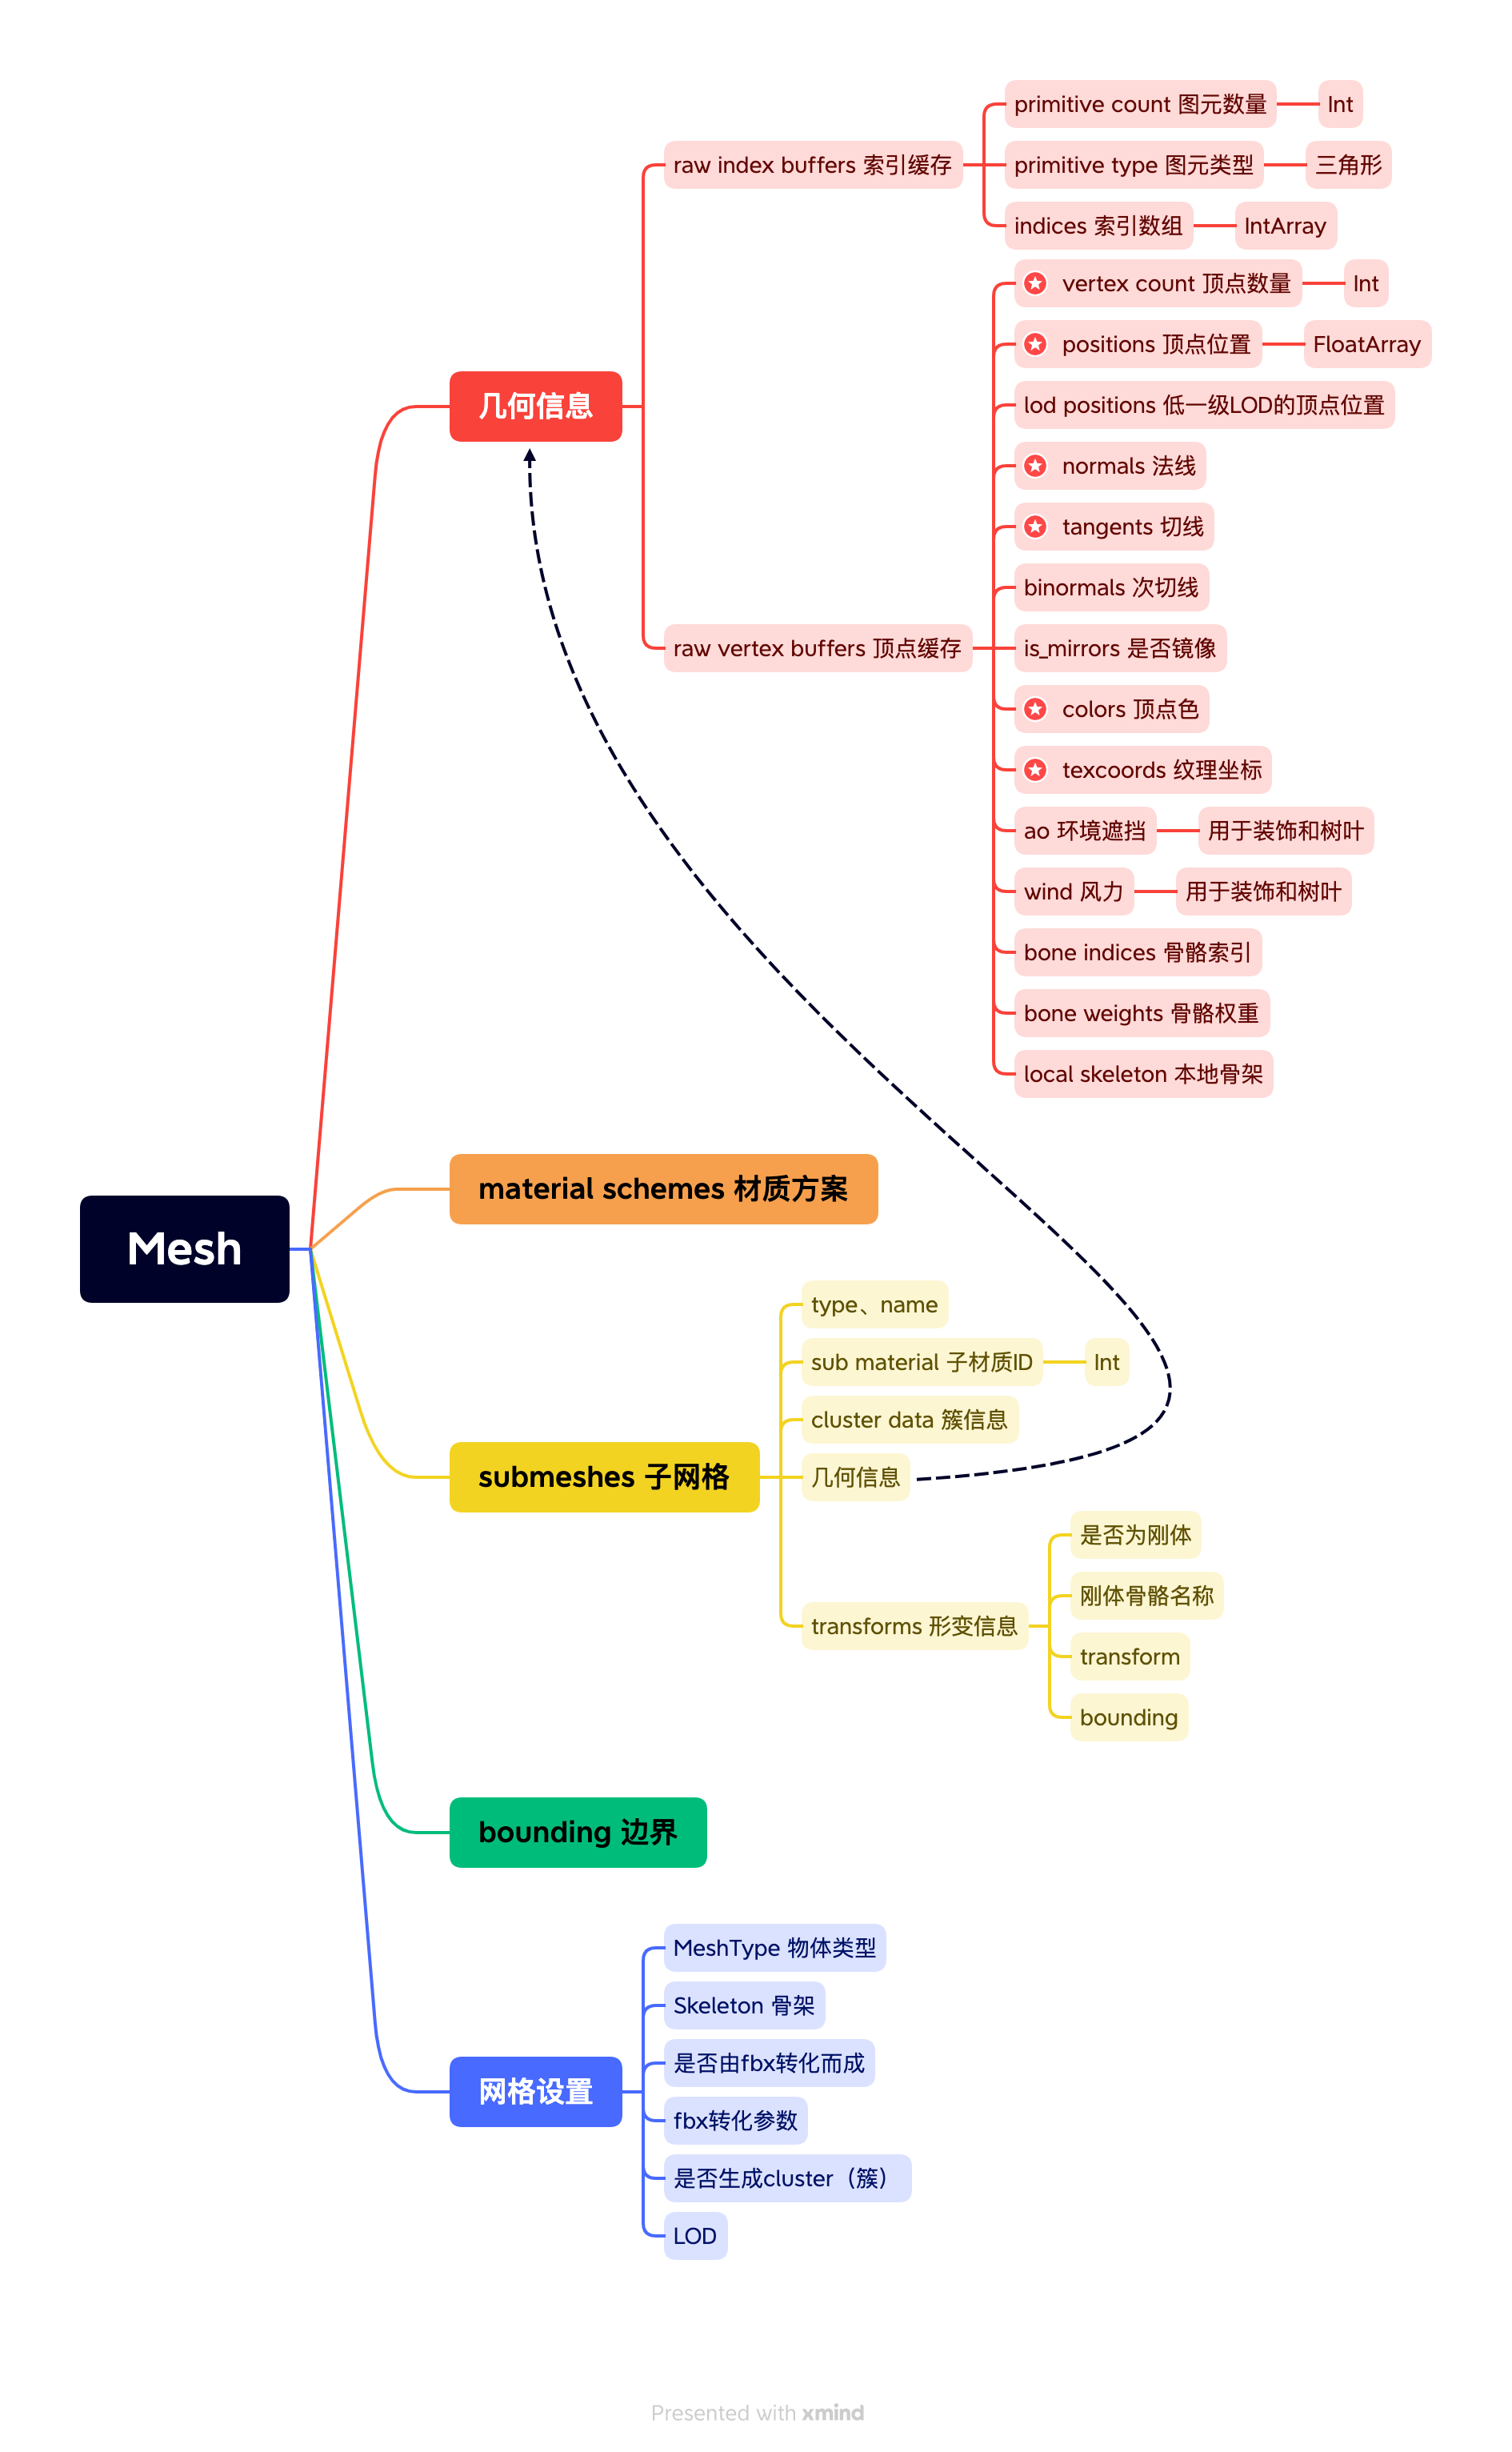 Mesh
几何信息
raw index buffers 索引缓存
primitive count 图元数量
Int
primitive type 图元类型
三角形
indices 索引数组
IntArray
raw vertex buffers 顶点缓存
vertex count 顶点数量
Int
positions 顶点位置
FloatArray
lod positions 低一级LOD的顶点位置
normals 法线
tangents 切线
binormals 次切线
is_mirrors 是否镜像
colors 顶点色
texcoords 纹理坐标
ao 环境遮挡
用于装饰和树叶
wind 风力
用于装饰和树叶
bone indices 骨骼索引
bone weights 骨骼权重
local skeleton 本地骨架
material schemes 材质方案
submeshes 子网格
type、name
sub material 子材质ID
Int
cluster data 簇信息
几何信息
transforms 形变信息
是否为刚体
刚体骨骼名称
transform
bounding
bounding 边界
网格设置
MeshType 物体类型
Skeleton 骨架
是否由fbx转化而成
fbx转化参数
是否生成cluster（簇）
LOD
Presented with xmind